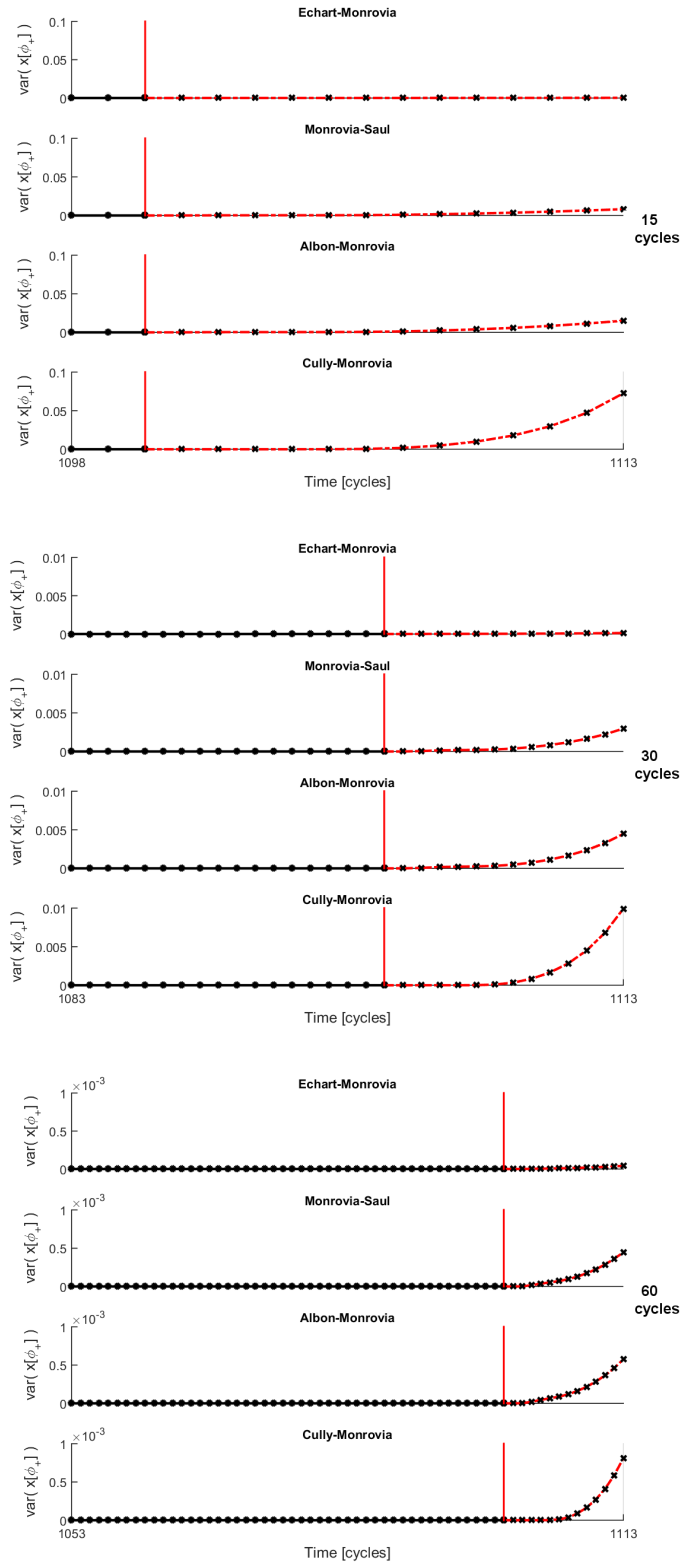 Echart-Monrovia
var( x[ϕ+] )
0.1
0.05
0
Monrovia-Saul
var( x[ϕ+] )
0.1
0.05
0
15
cycles
Albon-Monrovia
var( x[ϕ+] )
0.1
0.05
0
Cully-Monrovia
var( x[ϕ+] )
0.1
0.05
0
1098
1113
Time [cycles]
Echart-Monrovia
var( x[ϕ+] )
0.01
0.005
0
Monrovia-Saul
var( x[ϕ+] )
0.01
0.005
0
30
cycles
Albon-Monrovia
var( x[ϕ+] )
0.01
0.005
0
Cully-Monrovia
var( x[ϕ+] )
0.01
0.005
0
1083
1113
Time [cycles]
×10-3
Echart-Monrovia
var( x[ϕ+] )
1
0.5
0
×10-3
Monrovia-Saul
var( x[ϕ+] )
1
0.5
0
60
cycles
×10-3
Albon-Monrovia
var( x[ϕ+] )
1
0.5
0
×10-3
Cully-Monrovia
var( x[ϕ+] )
1
0.5
0
1053
1113
Time [cycles]